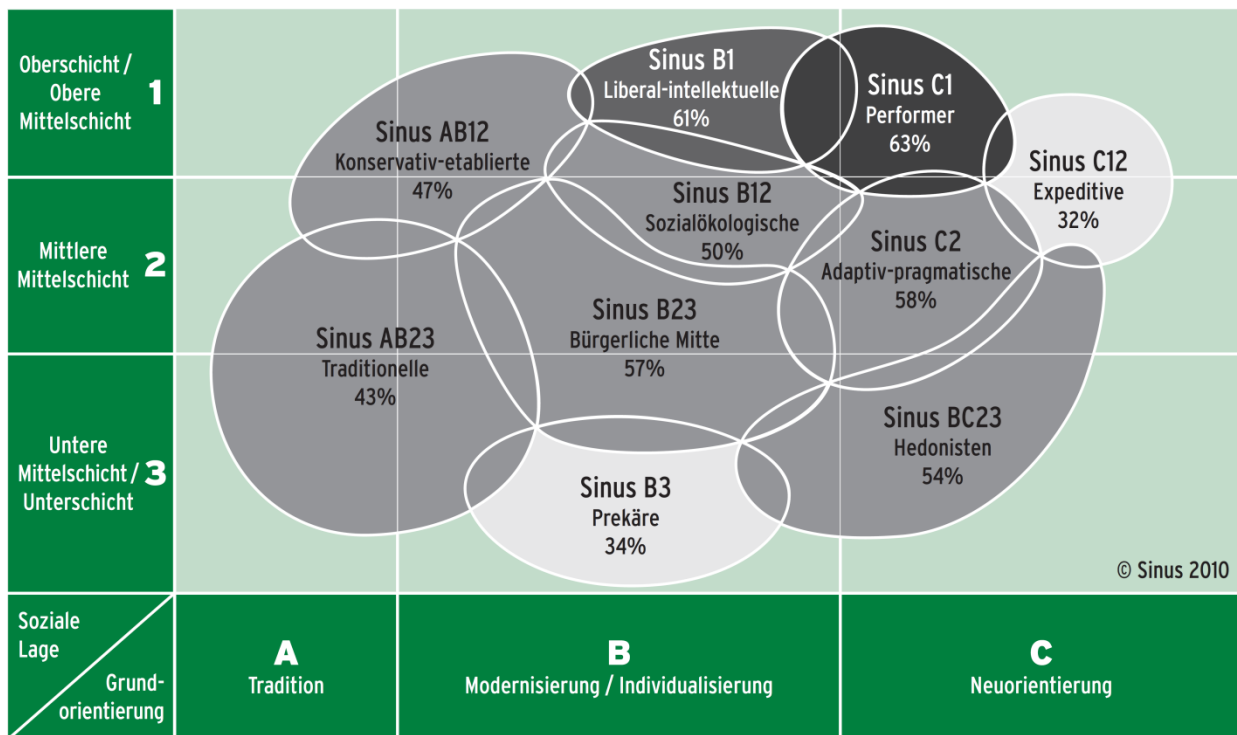 Oberschicht /
Obere
Mittelschicht
1
Sinus B1
Liberal-intellektuelle
61%
Sinus C1
Performer
63%
Sinus AB12
Konservativ-etablierte
47%
Sinus C12
Expeditive
32%
Mittlere
Mittelschicht
2
Sinus B12
Sozialökologische
50%
Sinus C2
Adaptiv-pragmatische
58%
Sinus AB23
Traditionelle
43%
Sinus B23
Bürgerliche Mitte
57%
Untere
Mittelschicht /
Unterschicht
3
Sinus BC23
Hedonisten
54%
Sinus B3
Prekäre
34%
© Sinus 2010
Soziale
Lage
Grund-
orientierung
A
Tradition
B
Modernisierung / Individualisierung
C
Neuorientierung